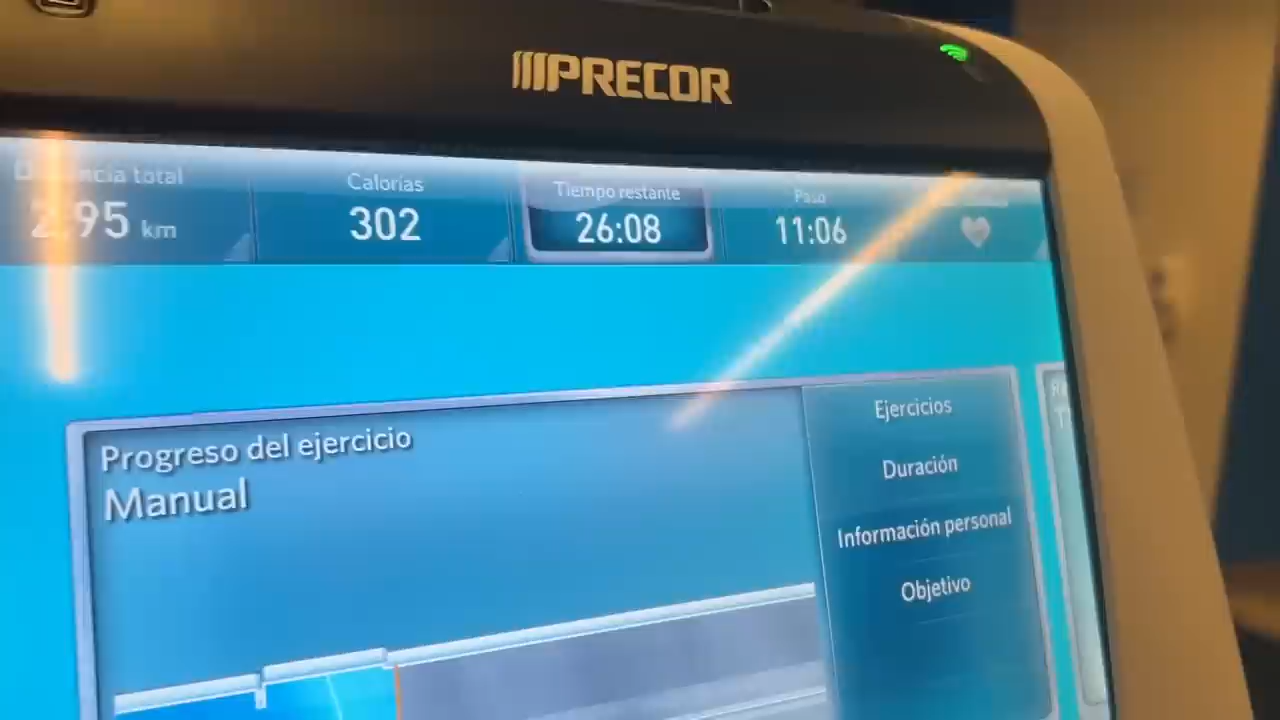 PRECOR
total
Calorías
Tiempo restante
Paso
2.95 km
302
26:08
11:06
Progreso del ejercicio
Manual
Ejercicios
Duración
Información personal
Objetivo